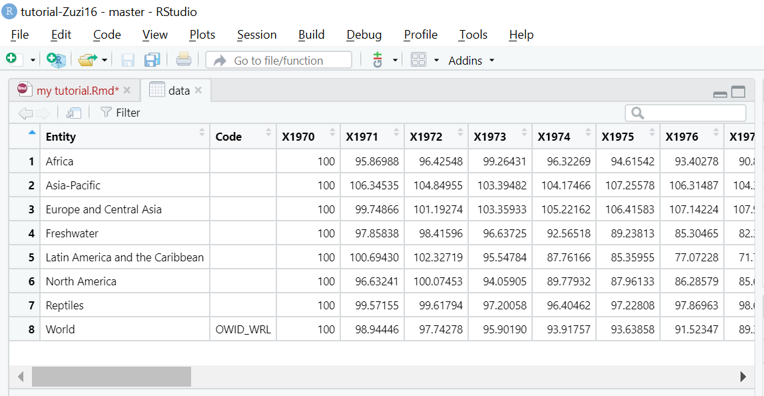 tutorial-Zuzi16 - master - RStudio
File Edit Code View Plots Session Build Debug Profile Tools Help
Go to file/function Addins
my tutorial.Rmd* data
Filter
Entity Code X1970 X1971 X1972 X1973 X1974 X1975 X1976 X197
1 Africa 100 95.86988 96.42548 99.26431 96.32269 94.61542 93.40278 90.8
2 Asia-Pacific 100 106.34535 104.84955 103.39482 104.17466 107.25578 106.31487 104.
3 Europe and Central Asia 100 99.74866 101.19274 103.35933 105.22162 106.41583 107.14224 107.
4 Freshwater 100 97.85838 98.41596 96.63725 92.56518 89.23813 85.30465 82.
5 Latin America and the Caribbean 100 100.69430 102.32719 95.54784 87.76166 85.35955 77.07228 71.
6 North America 100 96.63241 100.07453 94.05905 89.77932 87.96133 86.28579 85.
7 Reptiles 100 99.57155 99.61794 97.20058 96.40462 97.22808 97.86963 98.
8 World OWID_WRL 100 98.94446 97.74278 95.90190 93.91757 93.63858 91.52347 89.